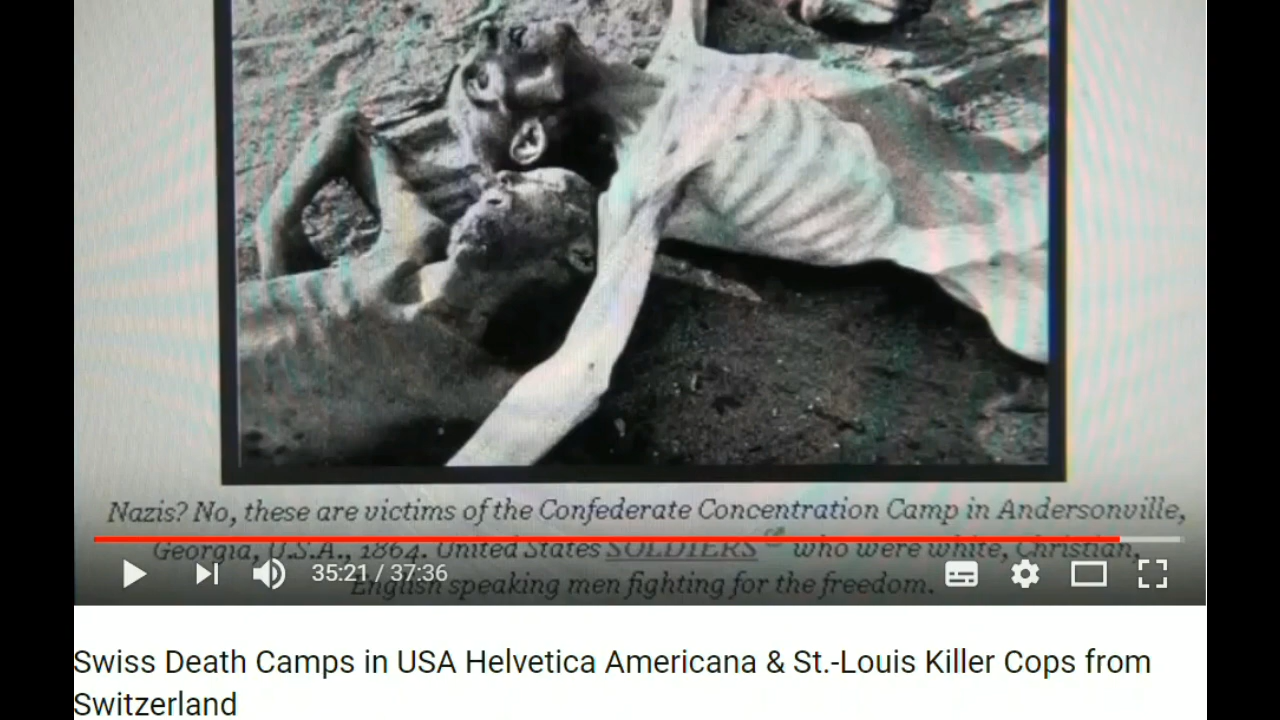 Nazis? No, these are victims of the Confederate Concentration Camp in Andersonville,
Georgia, U.S.A., 1864. United States SOLDIERS who were white, Christian,
35:21 / 37:36
English speaking men fighting for the freedom.
Swiss Death Camps in USA Helvetica Americana & St.-Louis Killer Cops from
Switzerland